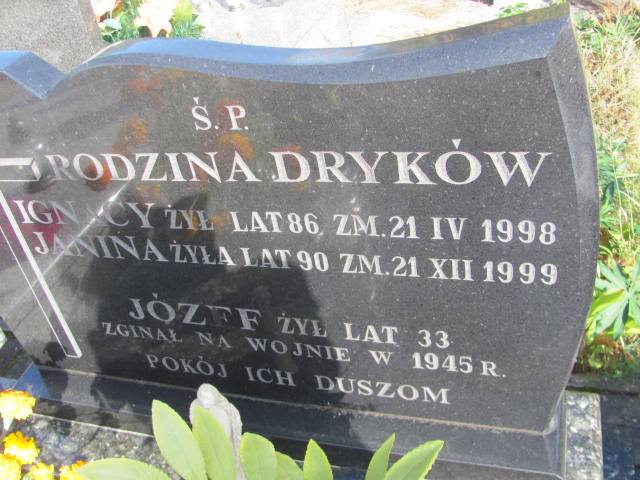 Ś.P.
RODZINA DRYKÓW
IGNACY ŻYŁ LAT 86 ZM. 21 IV 1998
JANINA ŻYŁA LAT 90 ZM. 21 XII 1999
JÓZEF ŻYŁ LAT 33
ZGINĄŁ NA WOJNIE W 1945 R.
POKÓJ ICH DUSZOM